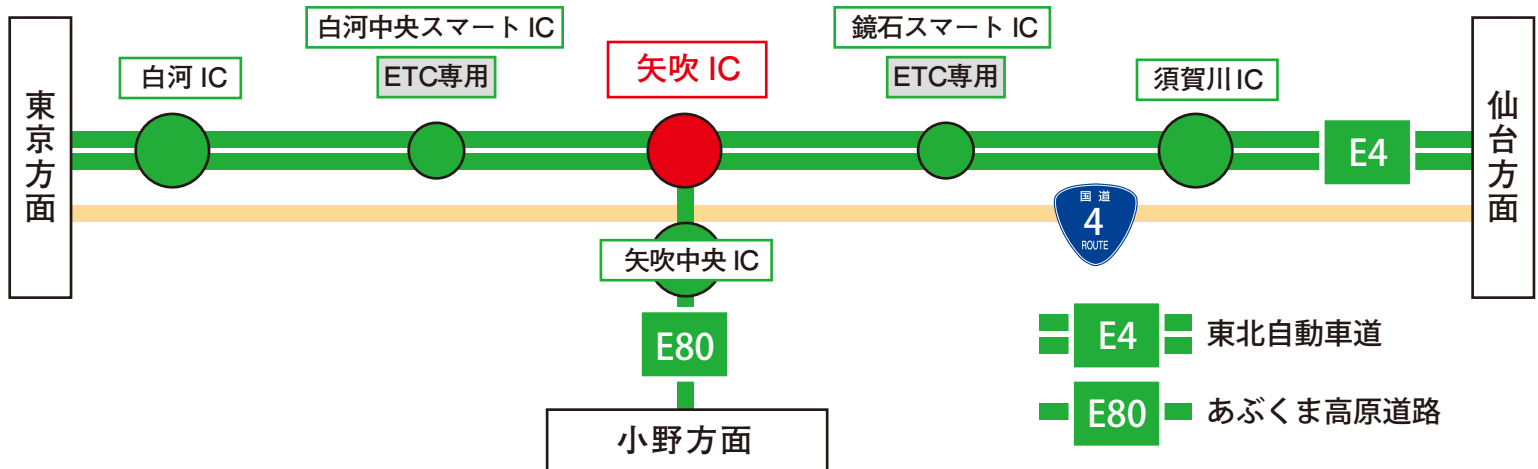 東京方面
白河 IC
白河中央スマート IC
ETC専用
矢吹 IC
鏡石スマート IC
ETC専用
須賀川 IC
E4
仙台方面
国道
4
ROUTE
矢吹中央 IC
E80
小野方面
E4 東北自動車道
E80 あぶくま高原道路